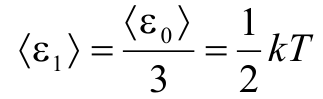 ⟨ε₁⟩ = ⟨ε₀⟩/3 = 1/2 kT